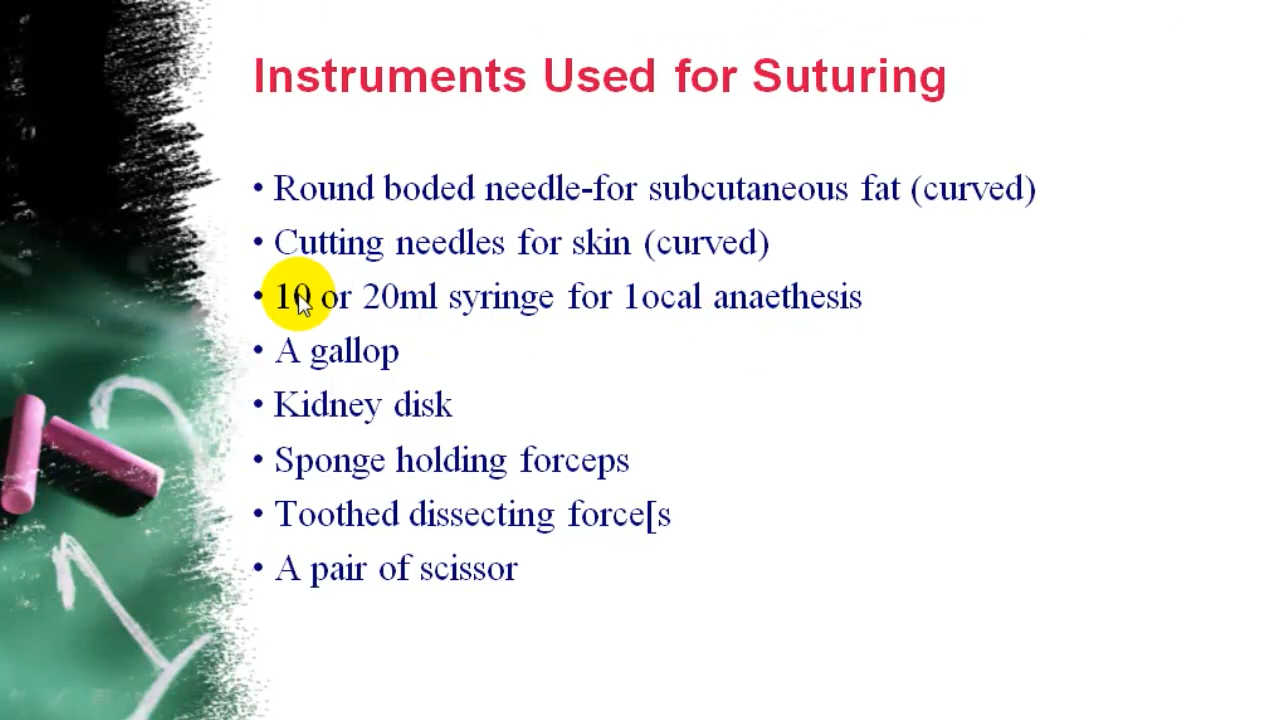 Instruments Used for Suturing
• Round boded needle-for subcutaneous fat (curved)
• Cutting needles for skin (curved)
• 10 or 20ml syringe for 1ocal anaethesis
• A gallop
• Kidney disk
• Sponge holding forceps
• Toothed dissecting force[s
• A pair of scissor